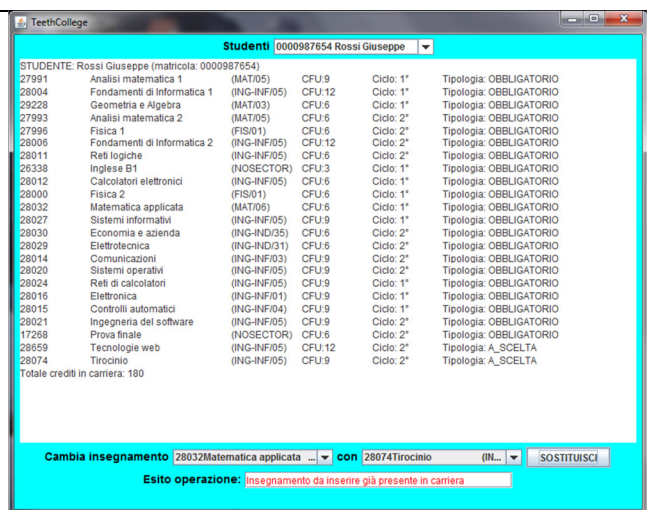 TeethCollege
Studenti 0000987654 Rossi Giuseppe
STUDENTE: Rossi Giuseppe (matricola: 0000987654)
27991 Analisi matematica 1 (MAT/05) CFU:9 Ciclo: 1° Tipologia: OBBLIGATORIO
28004 Fondamenti di Informatica 1 (ING-INF/05) CFU:12 Ciclo: 1° Tipologia: OBBLIGATORIO
29228 Geometria e Algebra (MAT/03) CFU:6 Ciclo: 1° Tipologia: OBBLIGATORIO
27993 Analisi matematica 2 (MAT/05) CFU:6 Ciclo: 2° Tipologia: OBBLIGATORIO
27996 Fisica 1 (FIS/01) CFU:6 Ciclo: 2° Tipologia: OBBLIGATORIO
28006 Fondamenti di Informatica 2 (ING-INF/05) CFU:12 Ciclo: 2° Tipologia: OBBLIGATORIO
28011 Reti logiche (ING-INF/05) CFU:6 Ciclo: 2° Tipologia: OBBLIGATORIO
26338 Inglese B1 (NOSECTOR) CFU:3 Ciclo: 1° Tipologia: OBBLIGATORIO
28012 Calcolatori elettronici (ING-INF/05) CFU:6 Ciclo: 1° Tipologia: OBBLIGATORIO
28000 Fisica 2 (FIS/01) CFU:6 Ciclo: 1° Tipologia: OBBLIGATORIO
28032 Matematica applicata (MAT/06) CFU:6 Ciclo: 1° Tipologia: OBBLIGATORIO
28027 Sistemi informativi (ING-INF/05) CFU:9 Ciclo: 1° Tipologia: OBBLIGATORIO
28030 Economia e azienda (ING-IND/35) CFU:6 Ciclo: 2° Tipologia: OBBLIGATORIO
28029 Elettrotecnica (ING-IND/31) CFU:6 Ciclo: 2° Tipologia: OBBLIGATORIO
28014 Comunicazioni (ING-INF/03) CFU:9 Ciclo: 2° Tipologia: OBBLIGATORIO
28020 Sistemi operativi (ING-INF/05) CFU:9 Ciclo: 2° Tipologia: OBBLIGATORIO
28024 Reti di calcolatori (ING-INF/05) CFU:9 Ciclo: 1° Tipologia: OBBLIGATORIO
28016 Elettronica (ING-INF/01) CFU:9 Ciclo: 1° Tipologia: OBBLIGATORIO
28015 Controlli automatici (ING-INF/04) CFU:9 Ciclo: 1° Tipologia: OBBLIGATORIO
28021 Ingegneria del software (ING-INF/05) CFU:9 Ciclo: 2° Tipologia: OBBLIGATORIO
17268 Prova finale (NOSECTOR) CFU:6 Ciclo: 2° Tipologia: OBBLIGATORIO
28659 Tecnologie web (ING-INF/05) CFU:12 Ciclo: 2° Tipologia: A_SCELTA
28074 Tirocinio (ING-INF/05) CFU:9 Ciclo: 2° Tipologia: A_SCELTA
Totale crediti in carriera: 180
Cambia insegnamento 28032Matematica applicata ... con 28074Tirocinio (IN... SOSTITUISCI
Esito operazione: Insegnamento da inserire già presente in carriera